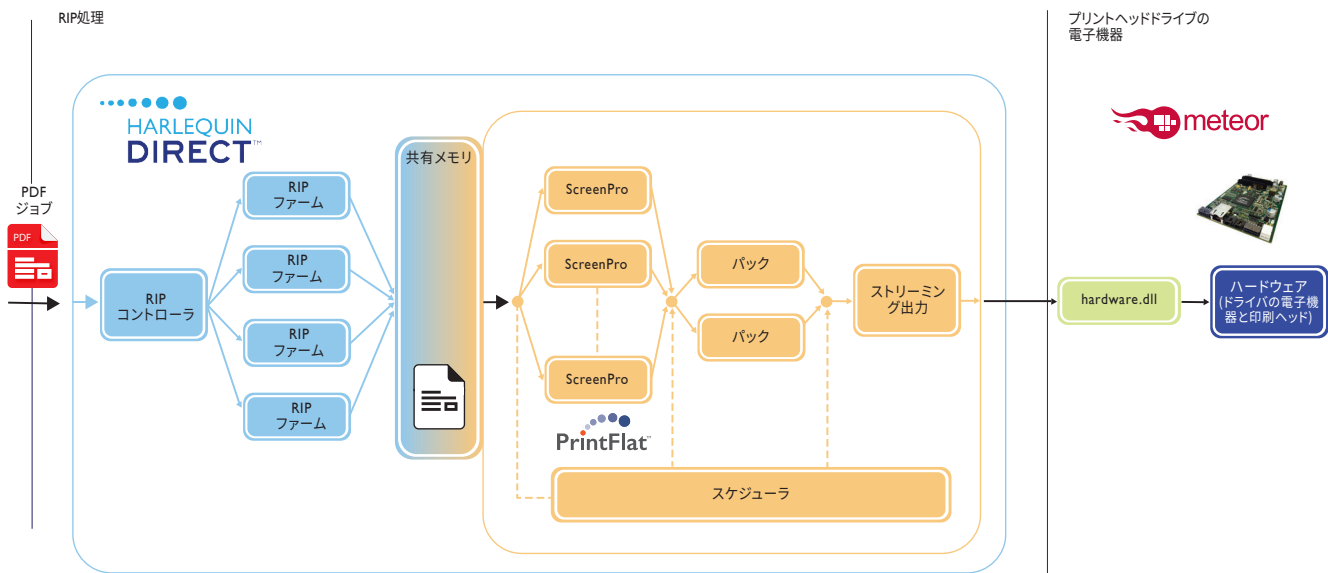 RIP処理
プリントヘッドドライブの
電子機器
HARLEQUIN
DIRECT™
meteor
PDF
ジョブ
PDF
RIP
コントローラ
RIP
ファーム
RIP
ファーム
RIP
ファーム
RIP
ファーム
共有メモリ
ScreenPro
ScreenPro
ScreenPro
PrintFlat™
パック
パック
ストリーミン
グ出力
スケジューラ
hardware.dll
ハードウェア
(ドライバの電子機
器と印刷ヘッド)